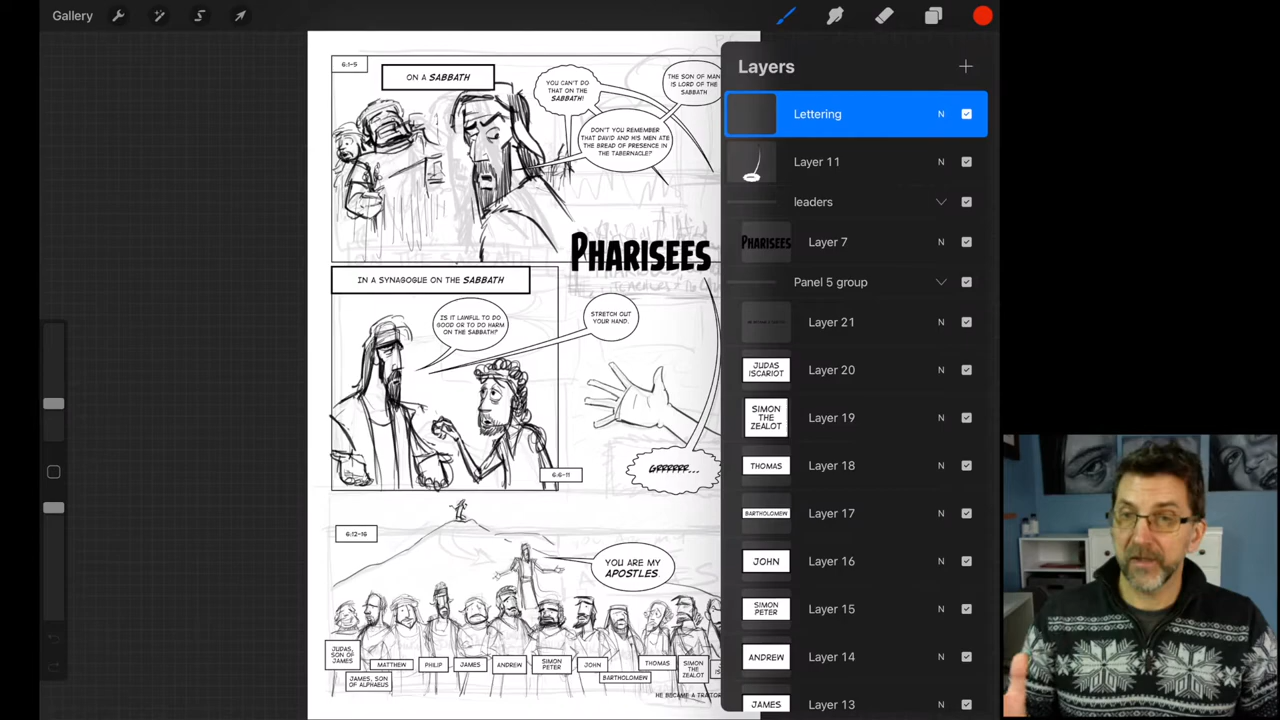 Gallery
6:1-5
ON A SABBATH
YOU CAN'T DO
THAT ON THE
SABBATH!
THE SON OF MAN
IS LORD OF THE
SABBATH
DON'T YOU REMEMBER
THAT DAVID AND HIS MEN ATE
THE BREAD OF PRESENCE IN
THE TABERNACLE?
PHARISEES
IN A SYNAGOGUE ON THE SABBATH
IS IT LAWFUL TO DO
GOOD OR TO DO HARM
ON THE SABBATH?
STRETCH OUT
YOUR HAND.
GRRRRRR...
6:6-11
6:12-16
YOU ARE MY
APOSTLES
JUDAS,
SON OF
JAMES
JAMES, SON
OF ALPHAEUS
MATTHEW
PHILIP
JAMES
ANDREW
SIMON
PETER
JOHN
BARTHOLOMEW
THOMAS
SIMON
THE
ZEALOT
HE BECAME A TRAITOR
Layers
Lettering N
Layer 11 N
leaders
PHARISEES
Layer 7 N
Panel 5 group
Layer 21 N
JUDAS
ISCARIOT
Layer 20 N
SIMON
THE
ZEALOT
Layer 19 N
THOMAS
Layer 18 N
BARTHOLOMEW
Layer 17 N
JOHN
Layer 16 N
SIMON
PETER
Layer 15 N
ANDREW
Layer 14 N
JAMES
Layer 13 N